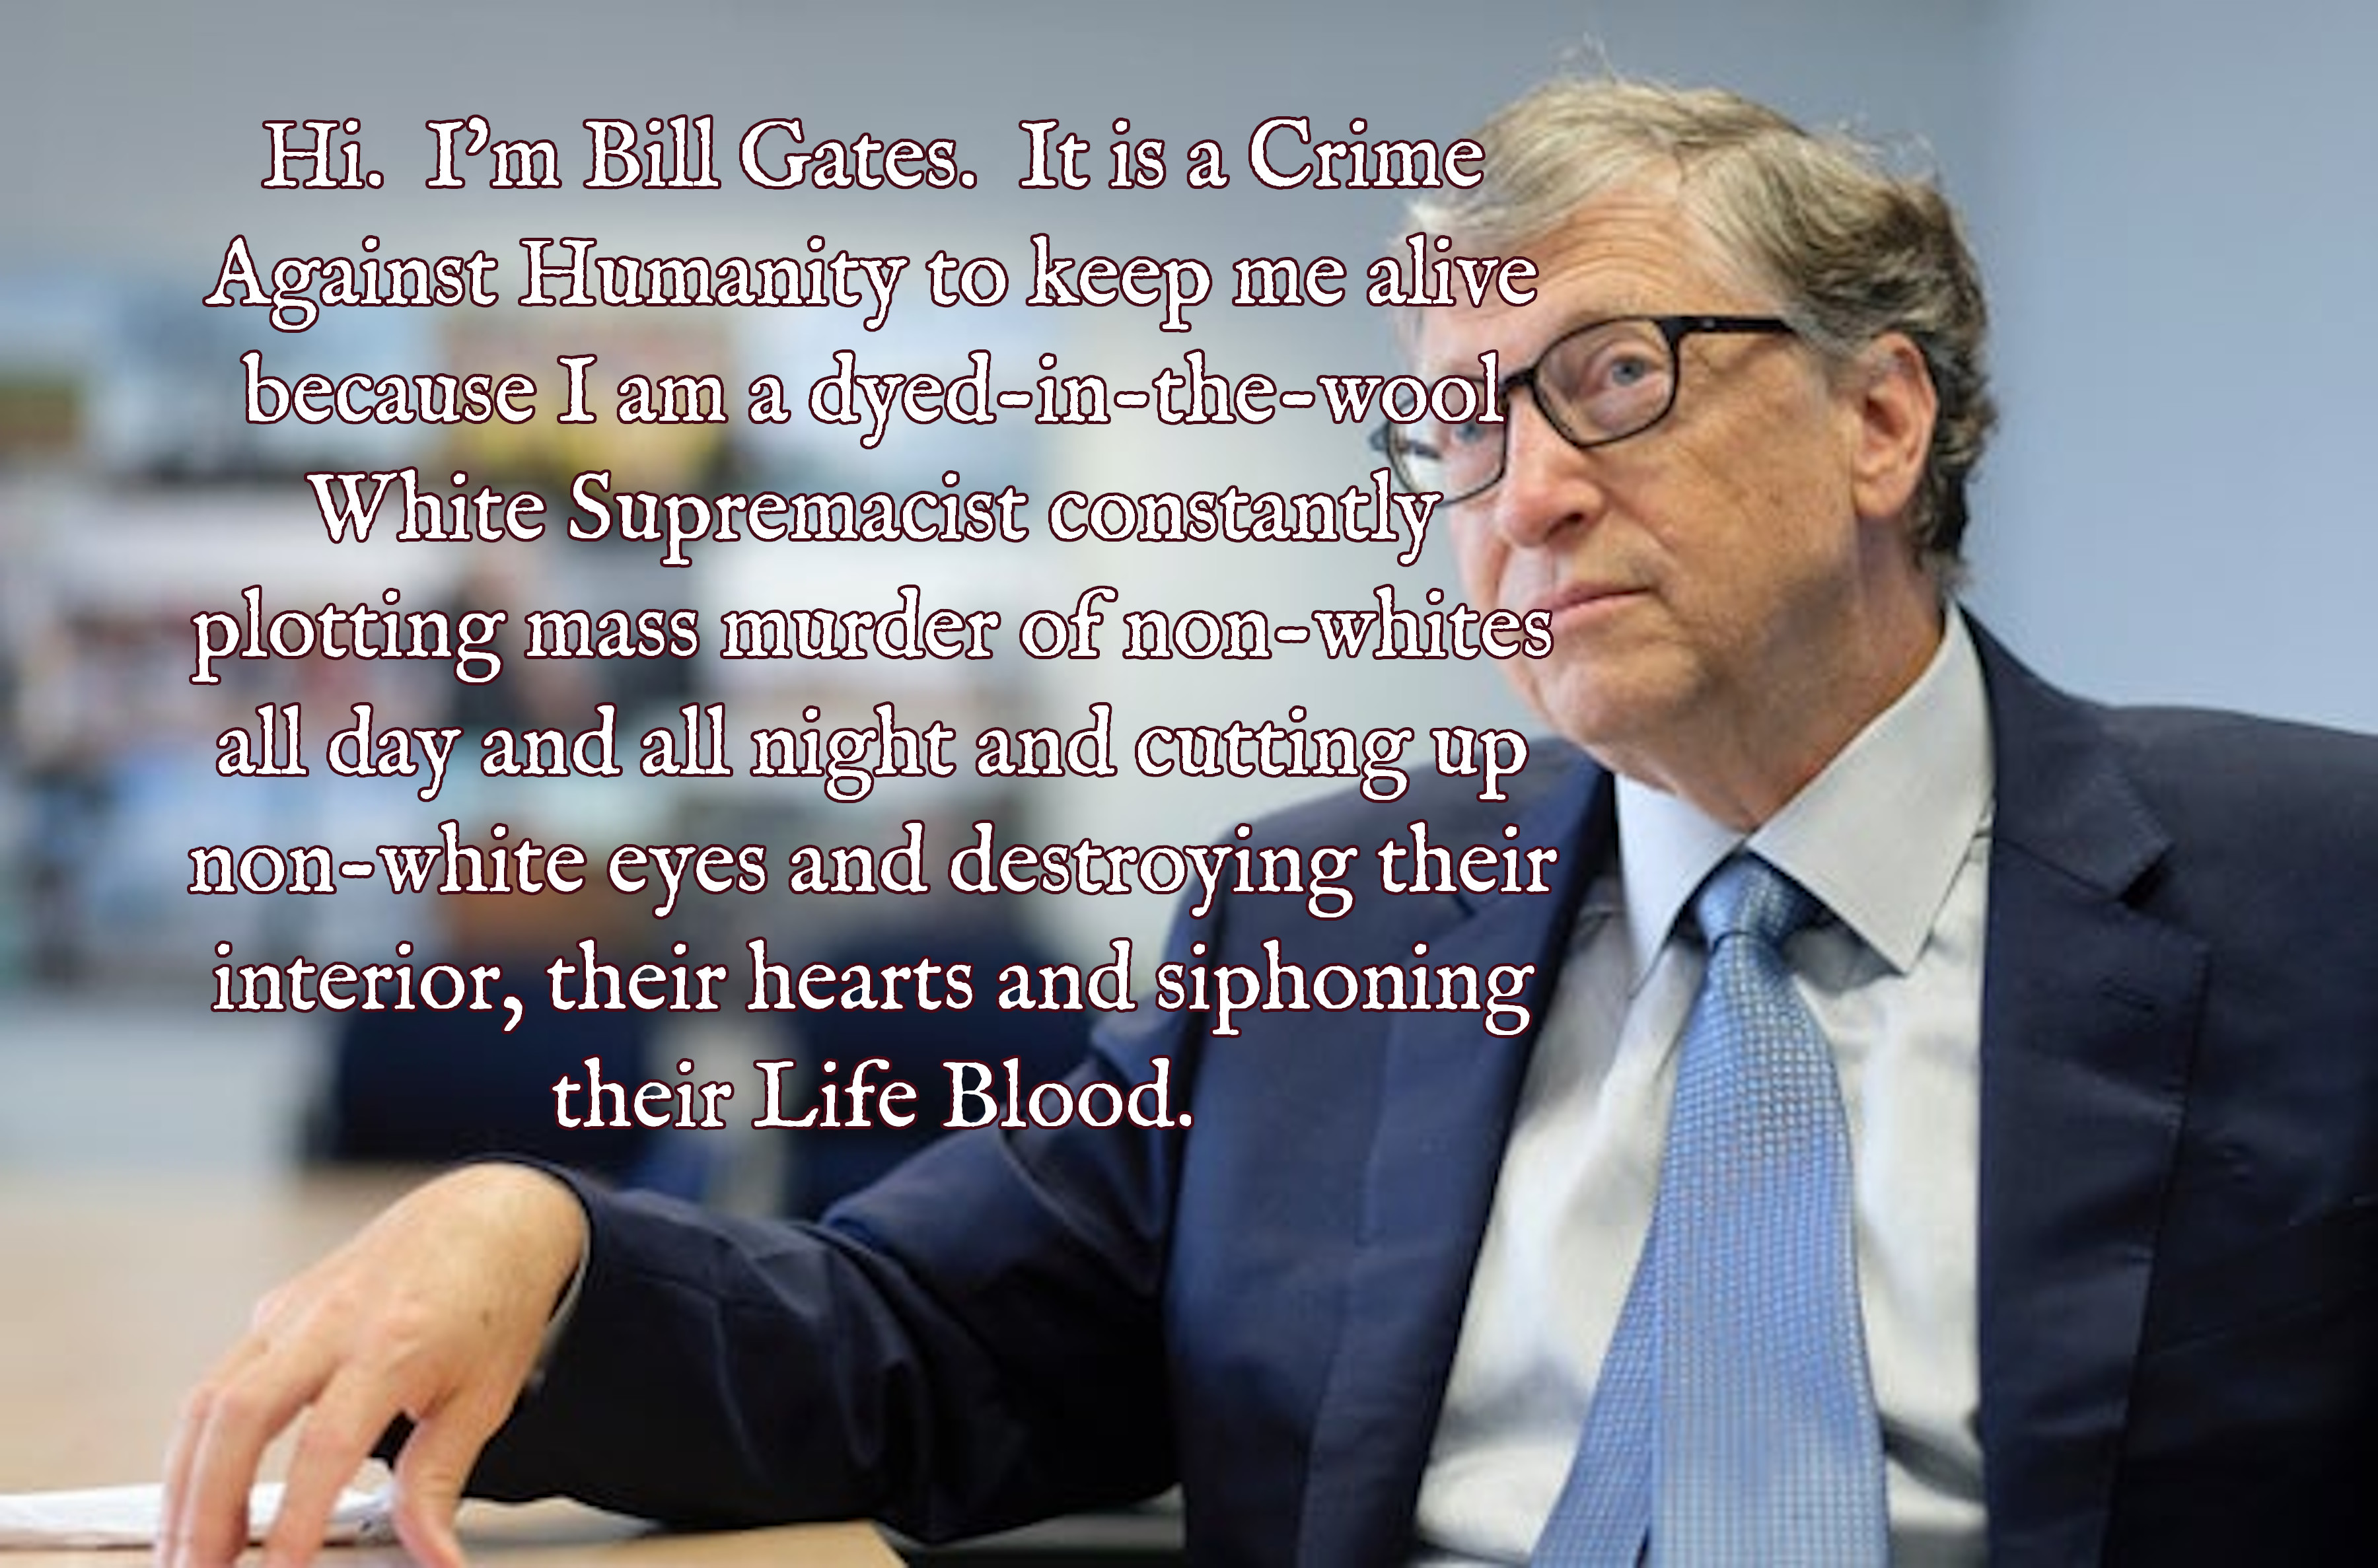 Hi.  I'm Bill Gates.  It is a Crime
Against Humanity to keep me alive
because I am a dyed-in-the-wool
White Supremacist constantly
plotting mass murder of non-whites
all day and all night and cutting up
non-white eyes and destroying their
interior, their hearts and siphoning
their Life Blood.